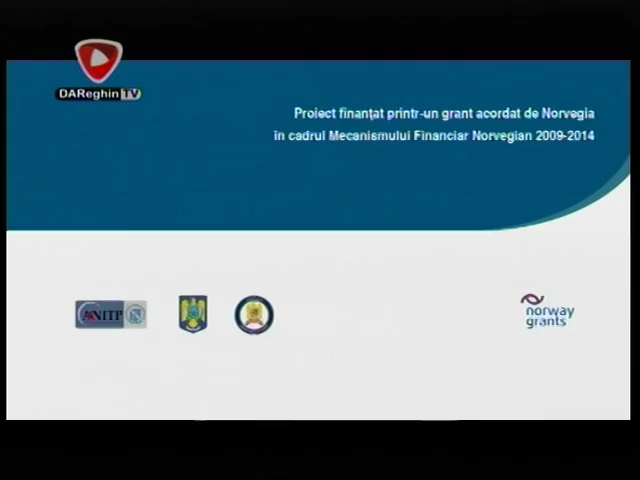 DAReghin TV
Proiect finanţat printr-un grant acordat de Norvegia
în cadrul Mecanismului Financiar Norvegian 2009-2014
ANITP
norway
grants